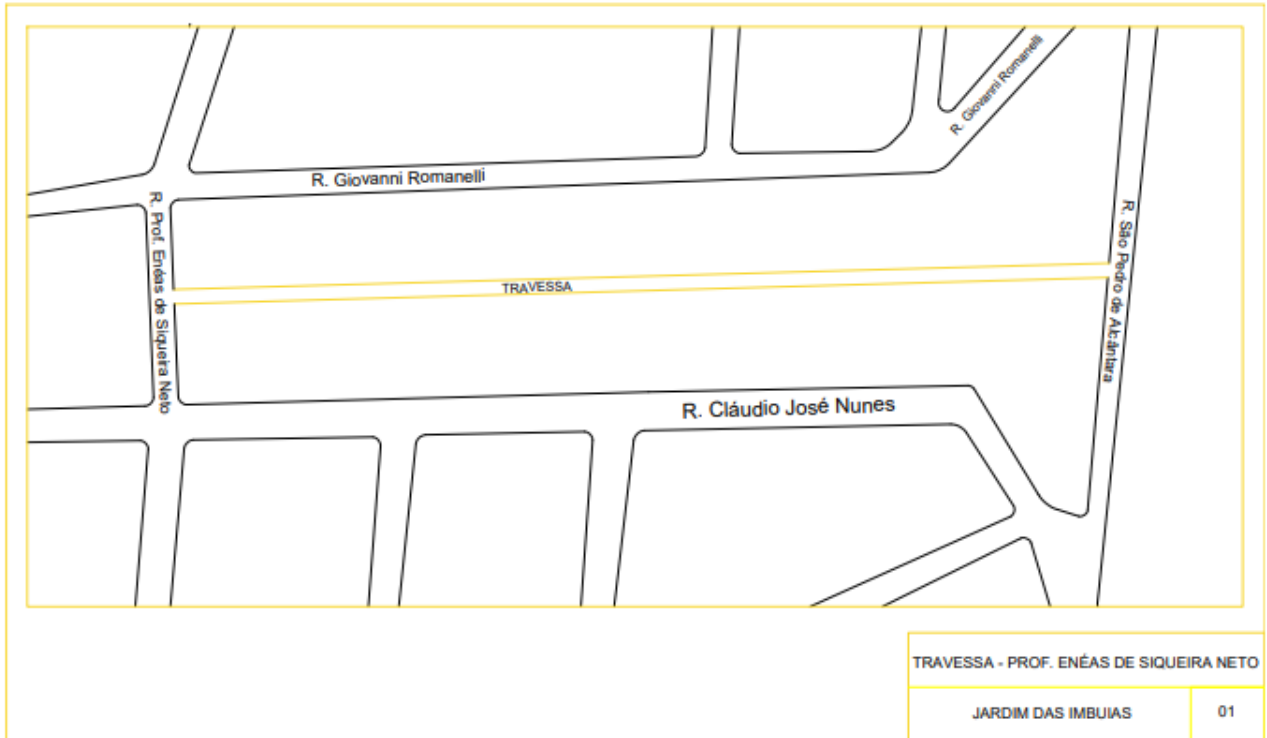 R. Giovanni Romanelli
R. Giovanni Romanelli
R. Prof. Enéas de Siqueira Neto
TRAVESSA
R. São Pedro de Alcântara
R. Cláudio José Nunes
TRAVESSA - PROF. ENÉAS DE SIQUEIRA NETO
JARDIM DAS IMBUIAS
01